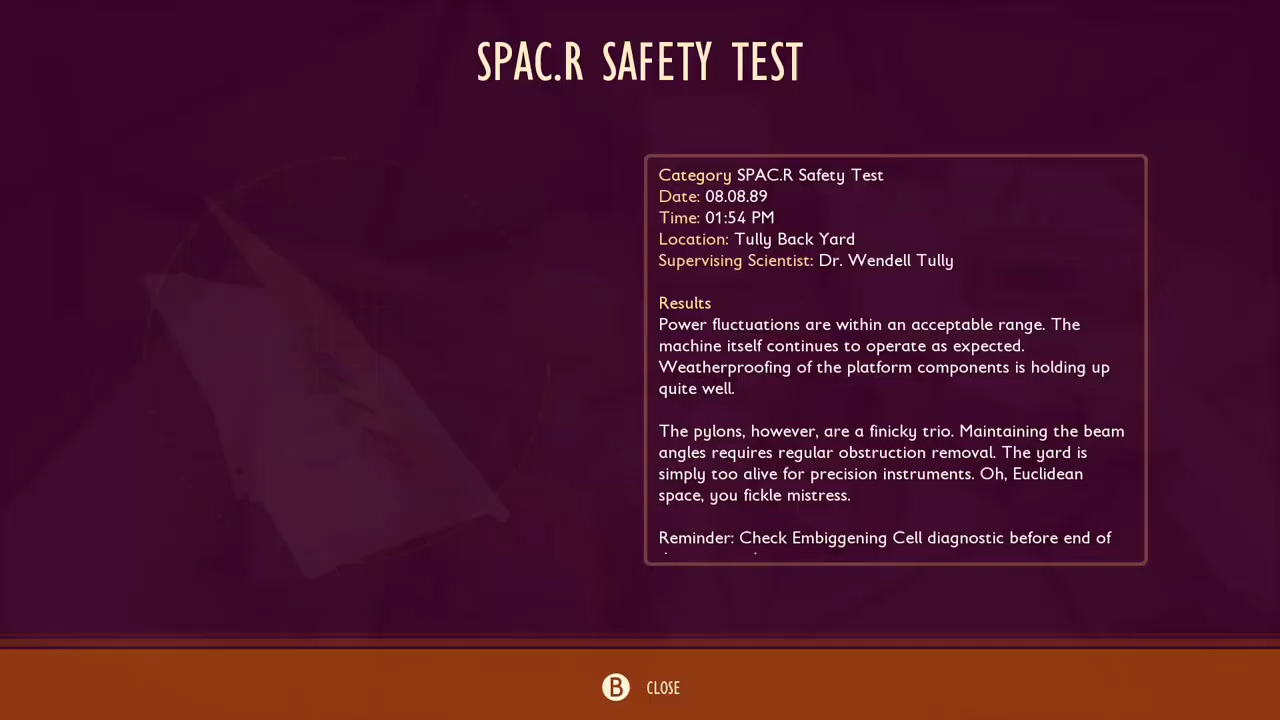 SPAC.R SAFETY TEST
Category SPAC.R Safety Test
Date: 08.08.89
Time: 01:54 PM
Location: Tully Back Yard
Supervising Scientist: Dr. Wendell Tully
Results
Power fluctuations are within an acceptable range. The
machine itself continues to operate as expected.
Weatherproofing of the platform components is holding up
quite well.
The pylons, however, are a finicky trio. Maintaining the beam
angles requires regular obstruction removal. The yard is
simply too alive for precision instruments. Oh, Euclidean
space, you fickle mistress.
Reminder: Check Embiggening Cell diagnostic before end of
B CLOSE